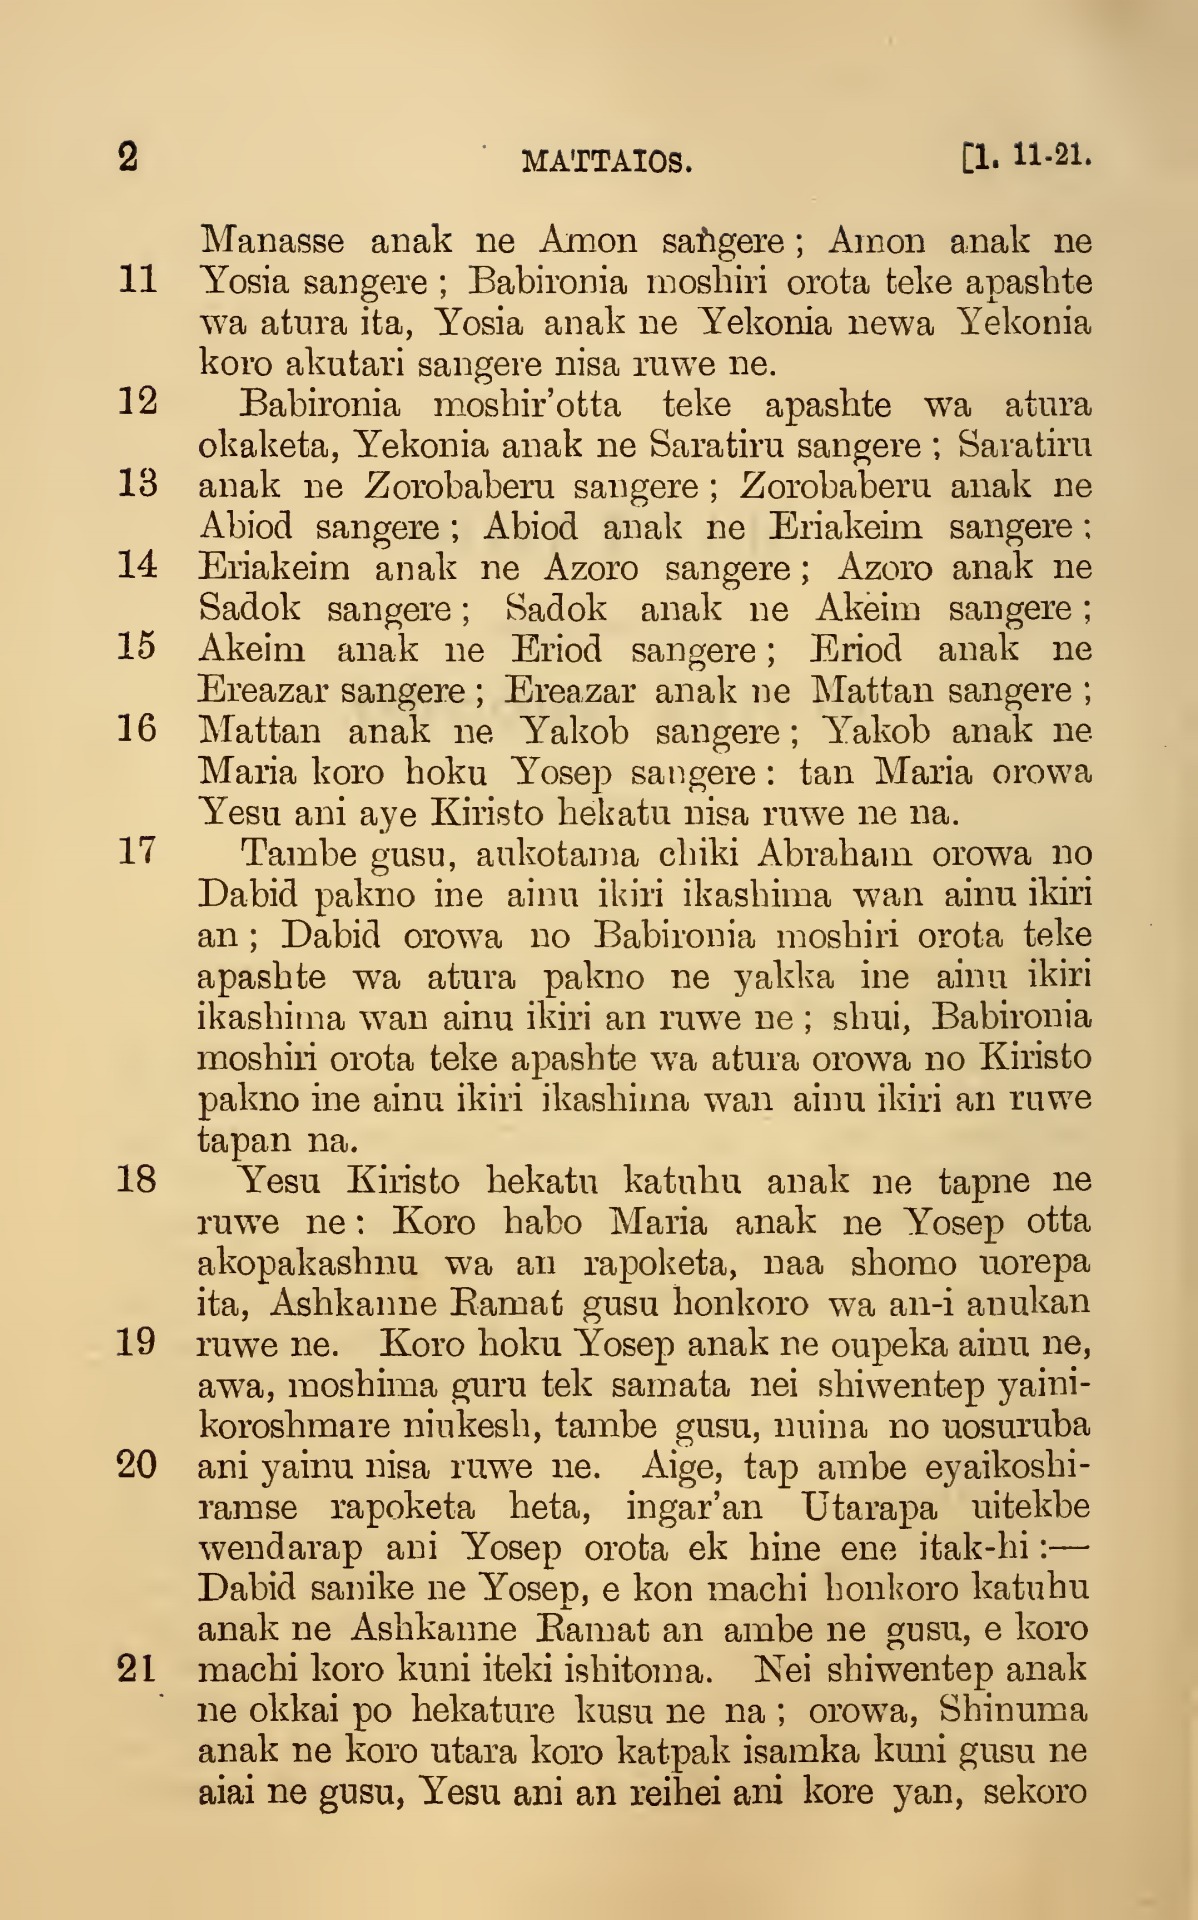 2 MATTAIOS. [1. 11-21.
Manasse anak ne Amon sangere ; Amon anak ne
11 Yosia sangere ; Babironia moshiri orota teke apashte
wa atura ita, Yosia anak ne Yekonia newa Yekonia
koro akutari sangere nisa ruwe ne.
12 Babironia moshir'otta teke apashte wa atura
okaketa, Yekonia anak ne Saratiru sangere ; Saratiru
13 anak ne Zorobaberu sangere ; Zorobaberu anak ne
Abiod sangere ; Abiod anak ne Eriakeim sangere ;
14 Eriakeim anak ne Azoro sangere ; Azoro anak ne
Sadok sangere ; Sadok anak ne Akeim sangere ;
15 Akeim anak ne Eriod sangere ; Eriod anak ne
Ereazar sangere ; Ereazar anak ne Mattan sangere ;
16 Mattan anak ne Yakob sangere ; Yakob anak ne
Maria koro hoku Yosep sangere : tan Maria orowa
Yesu ani aye Kiristo hekatu nisa ruwe ne na.
17 Tambe gusu, aukotama chiki Abraham orowa no
Dabid pakno ine ainu ikiri ikashima wan ainu ikiri
an ; Dabid orowa no Babironia moshiri orota teke
apashte wa atura pakno ne yakka ine ainu ikiri
ikashima wan ainu ikiri an ruwe ne ; shui, Babironia
moshiri orota teke apashte wa atura orowa no Kiristo
pakno ine ainu ikiri ikashima wan ainu ikiri an ruwe
tapan na.
18 Yesu Kiristo hekatu katuhu anak ne tapne ne
ruwe ne : Koro habo Maria anak ne Yosep otta
akopakashnu wa an rapoketa, naa shomo uorepa
ita, Ashkanne Ramat gusu honkoro wa an-i anukan
19 ruwe ne. Koro hoku Yosep anak ne oupeka ainu ne,
awa, moshima guru tek samata nei shiwentep yaini-
koroshmare niukesh, tambe gusu, nuina no uosuruba
20 ani yainu nisa ruwe ne. Aige, tap ambe eyaikoshi-
ramse rapoketa heta, ingar'an Utarapa uitekbe
wendarap ani Yosep orota ek hine ene itak-hi :—
Dabid sanike ne Yosep, e kon machi honkoro katuhu
anak ne Ashkanne Ramat an ambe ne gusu, e koro
21 machi koro kuni iteki ishitoma. Nei shiwentep anak
ne okkai po hekature kusu ne na ; orowa, Shinuma
anak ne koro utara koro katpak isamka kuni gusu ne
aiai ne gusu, Yesu ani an reihei ani kore yan, sekoro